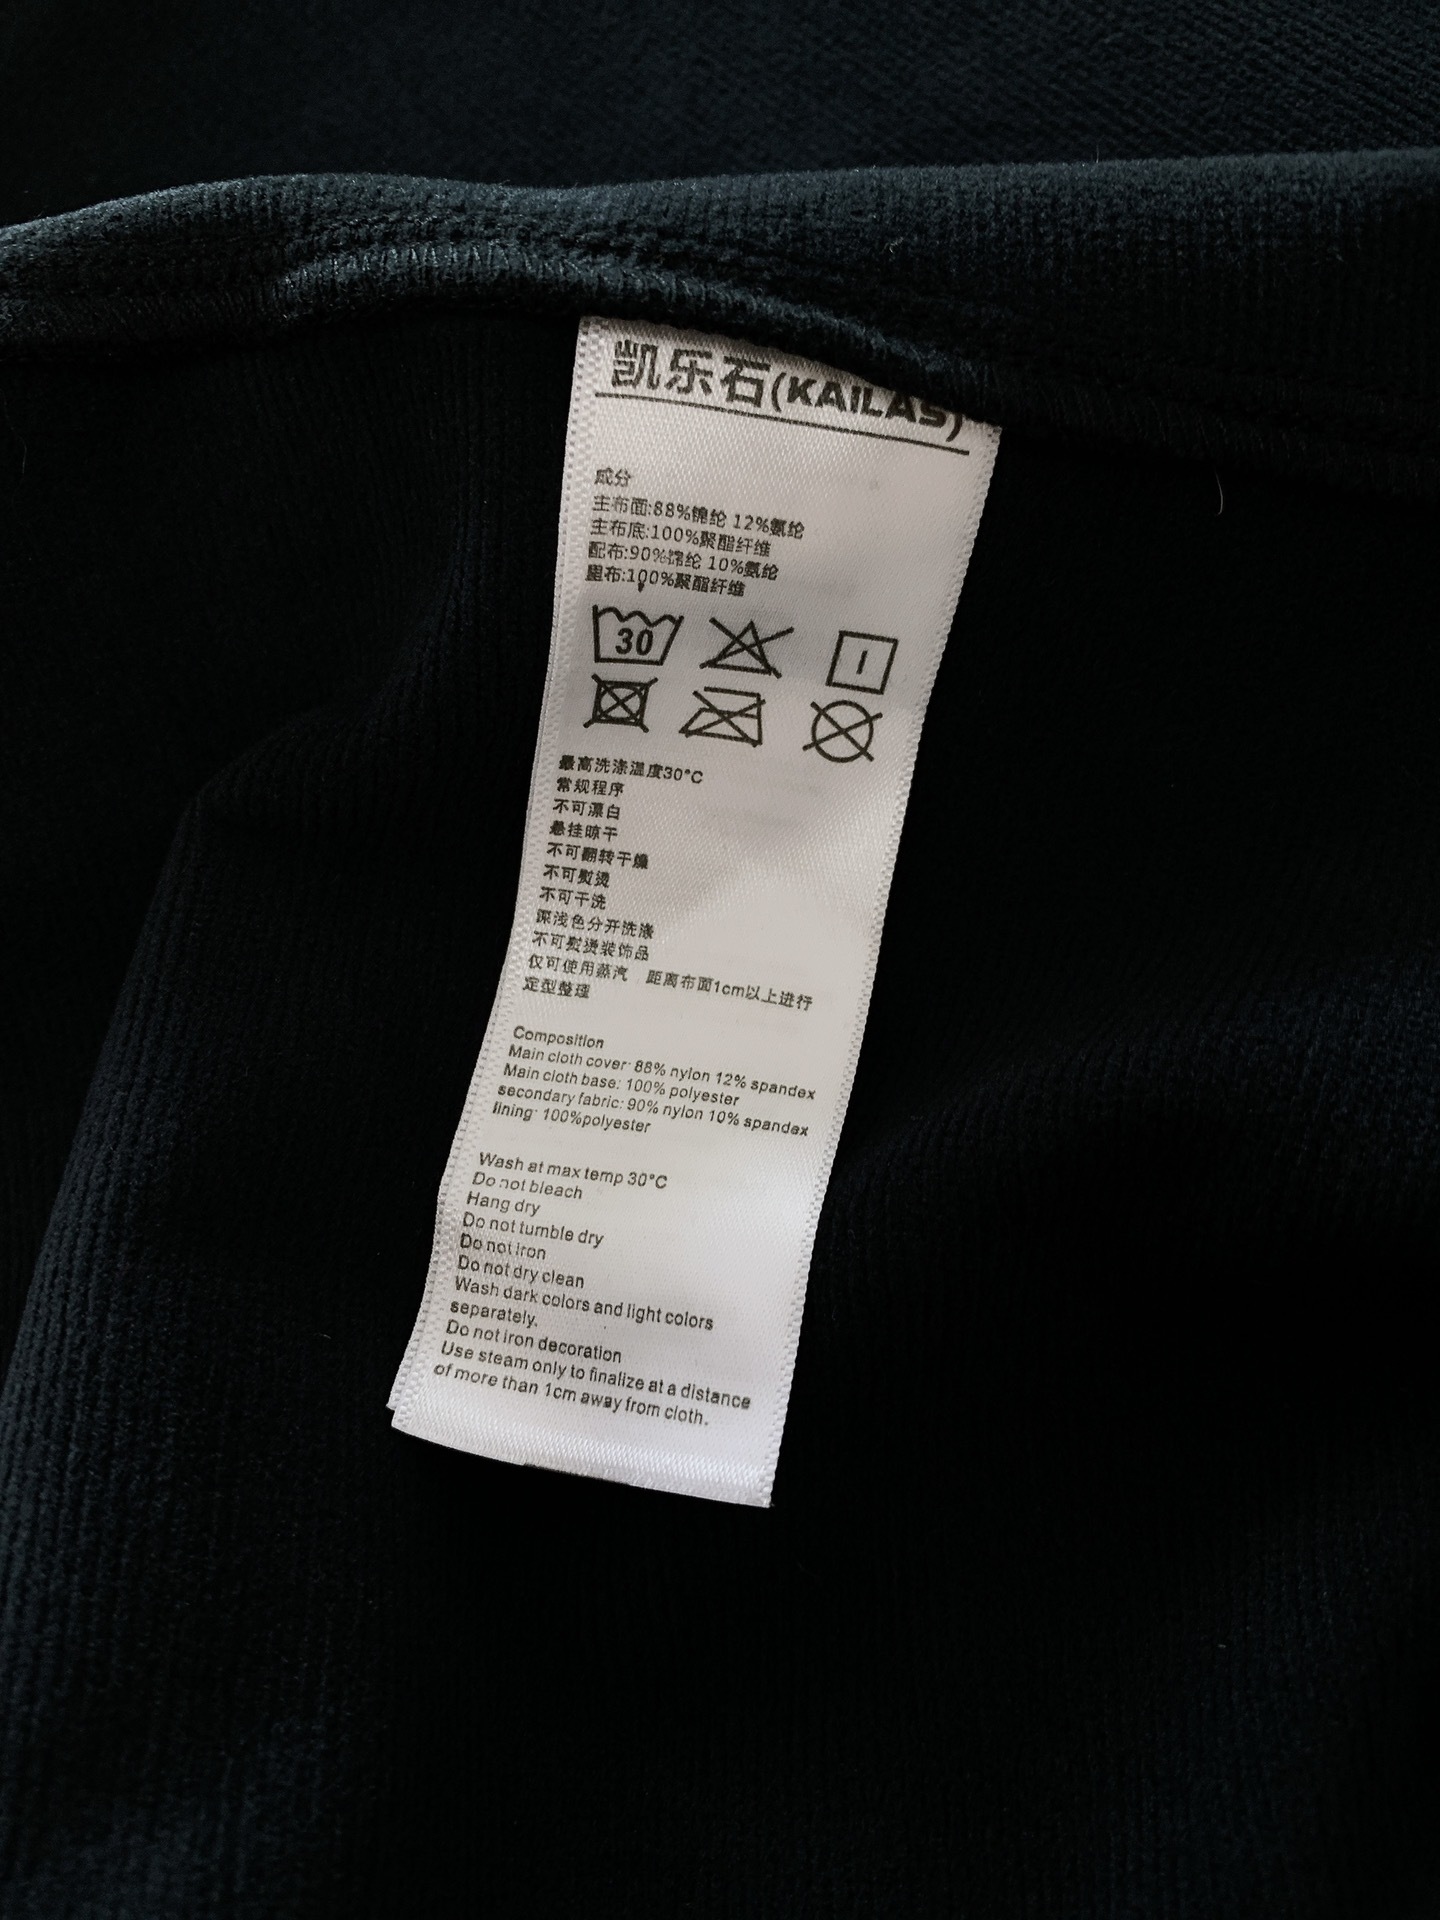 凯乐石(KAILAS)
成分
主布面:88%锦纶 12%氨纶
主布底:100%聚酯纤维
配布:90%锦纶 10%氨纶
里布:100%聚酯纤维
30
最高洗涤温度30°C
常规程序
不可漂白
悬挂晾干
不可翻转干燥
不可熨烫
不可干洗
深浅色分开洗涤
不可熨烫装饰品
仅可使用蒸汽 距离布面1cm以上进行
定型整理
Composition
Main cloth cover: 88% nylon 12% spandex
Main cloth base: 100% polyester
secondary fabric: 90% nylon 10% spandex
lining: 100%polyester
Wash at max temp 30°C
Do not bleach
Hang dry
Do not tumble dry
Do not iron
Do not dry clean
Wash dark colors and light colors
separately.
Do not iron decoration
Use steam only to finalize at a distance
of more than 1cm away from cloth.